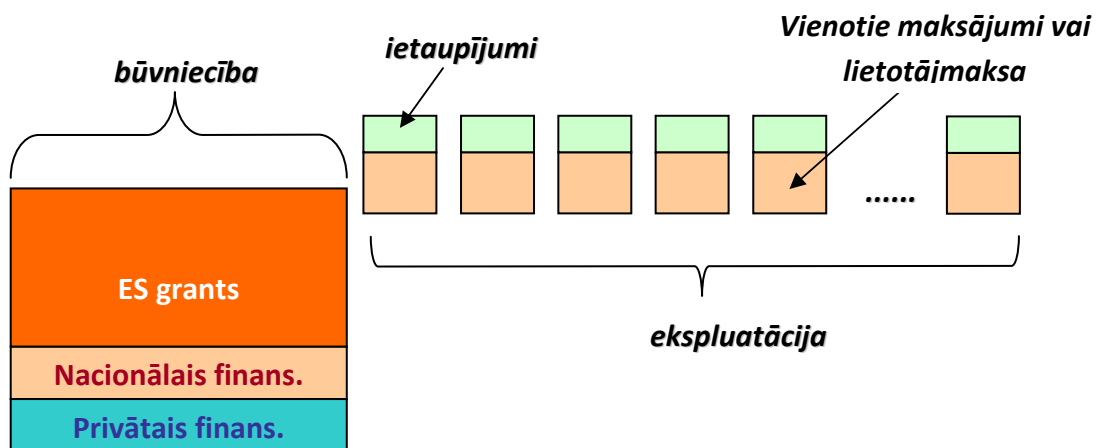 būvniecība
ietaupījumi
Vienotie maksājumi vai
lietotājmaksa
......
ES grants
ekspluatācija
Nacionālais finans.
Privātais finans.